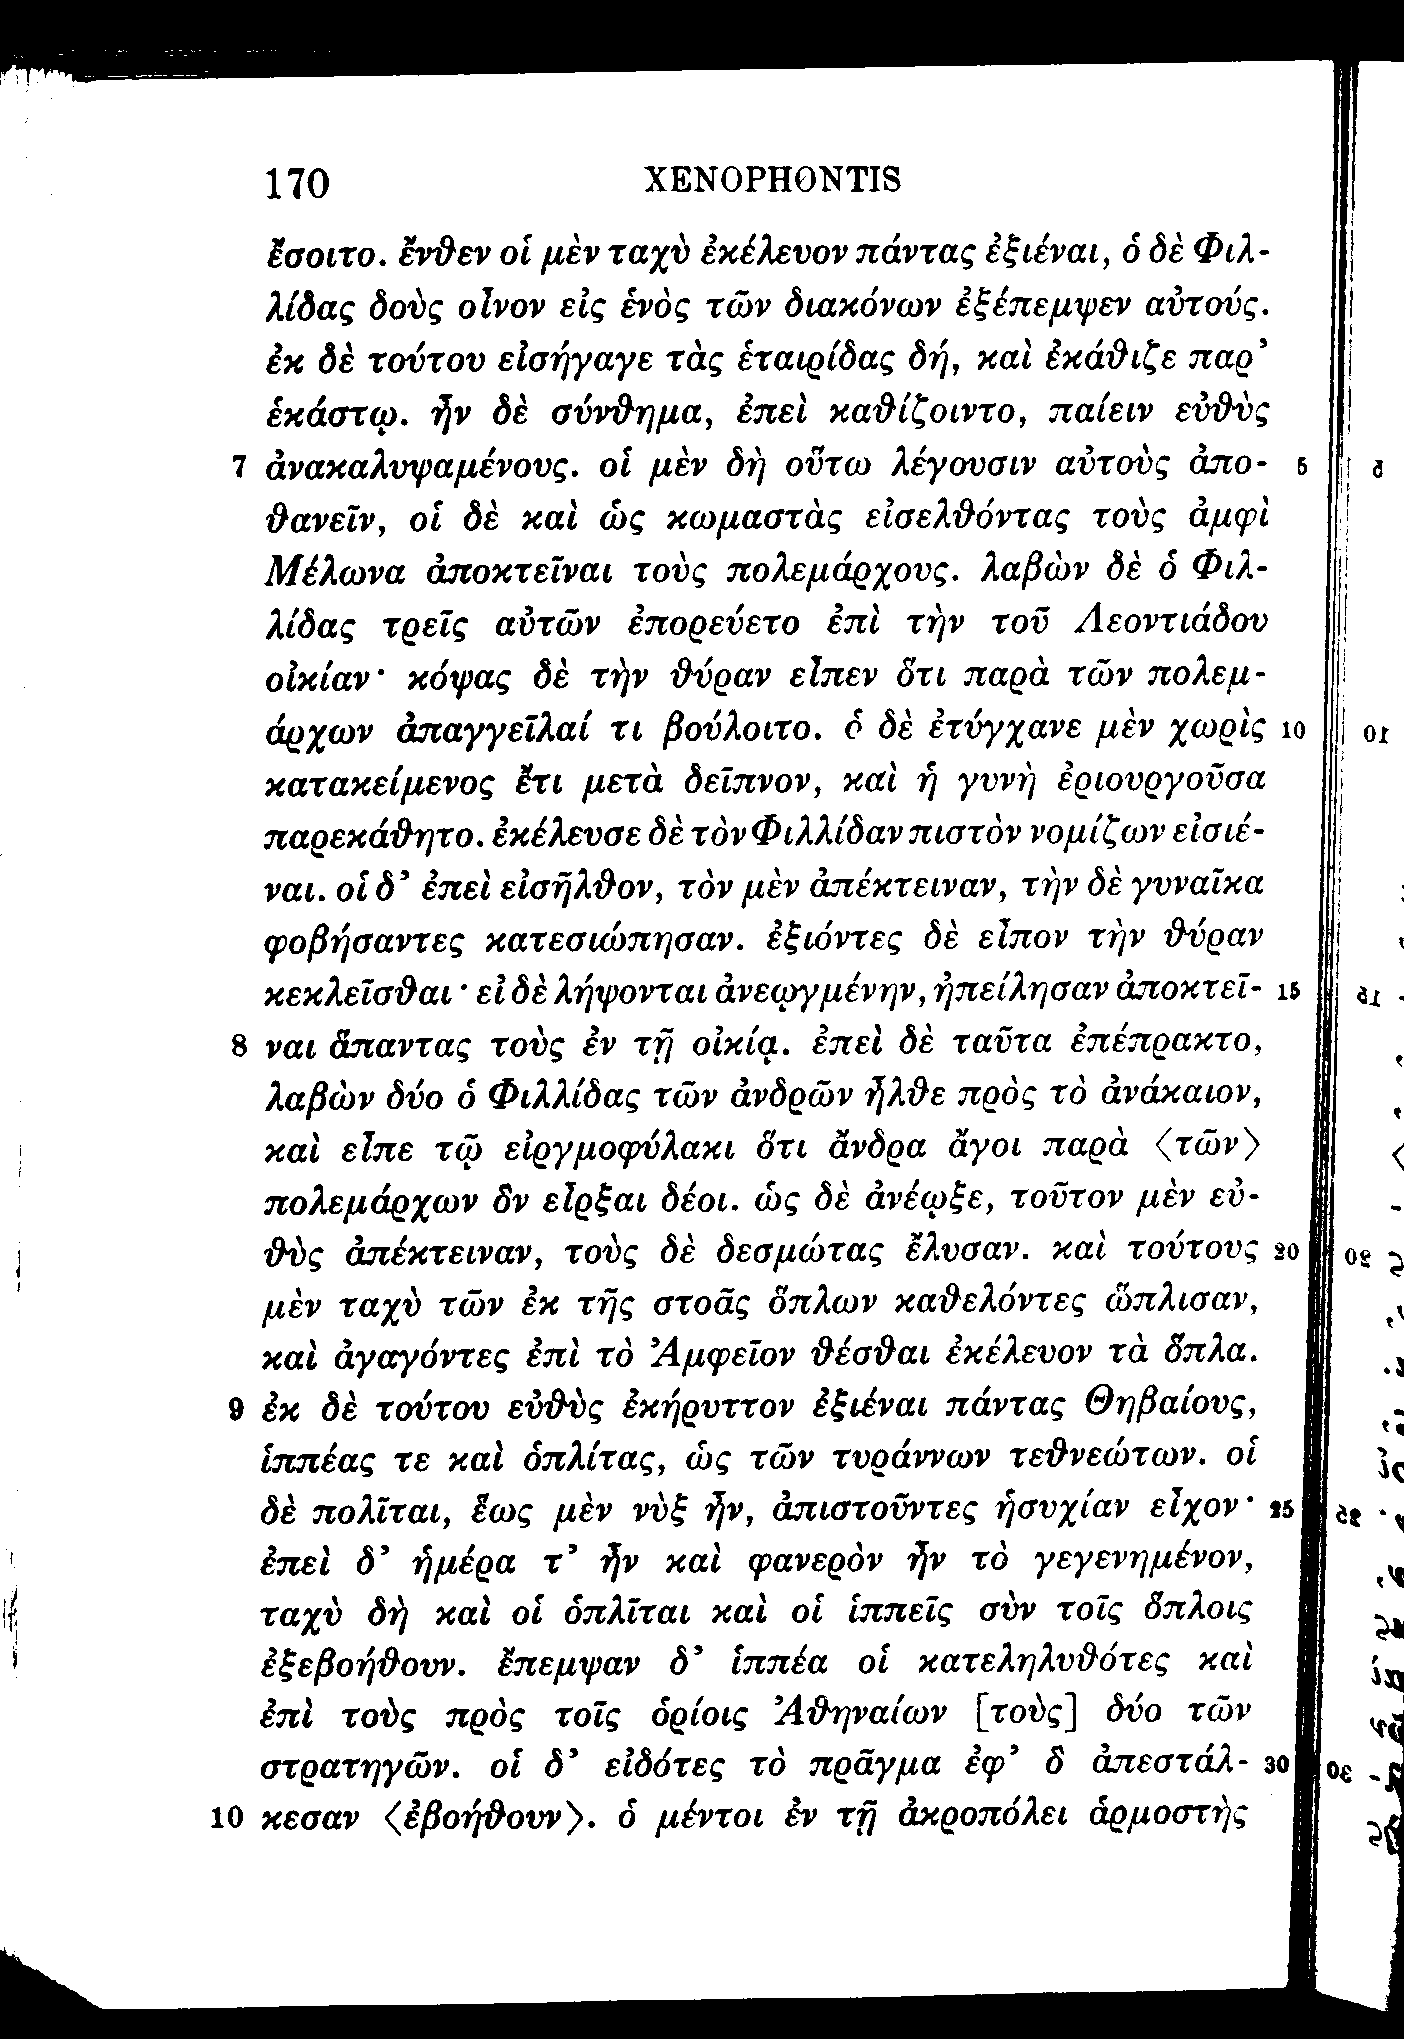 170 XENOPHONTIS
ἔσοιτο. ἔνθεν οἱ μὲν ταχὺ ἐκέλευον πάντας ἐξιέναι, ὁ δὲ Φιλ-
λίδας δοὺς οἶνον εἰς ἑνὸς τῶν διακόνων ἐξέπεμψεν αὐτούς.
ἐκ δὲ τούτου εἰσήγαγε τὰς ἑταιρίδας δή, καὶ ἐκάθιζε παρ’
ἑκάστῳ. ἦν δὲ σύνθημα, ἐπεὶ καθίζοιντο, παίειν εὐθὺς
7 ἀνακαλυψαμένους. οἱ μὲν δὴ οὕτω λέγουσιν αὐτοὺς ἀπο- 5
θανεῖν, οἱ δὲ καὶ ὡς κωμαστὰς εἰσελθόντας τοὺς ἀμφὶ
Μέλωνα ἀποκτεῖναι τοὺς πολεμάρχους. λαβὼν δὲ ὁ Φιλ-
λίδας τρεῖς αὐτῶν ἐπορεύετο ἐπὶ τὴν τοῦ Λεοντιάδου
οἰκίαν· κόψας δὲ τὴν θύραν εἶπεν ὅτι παρὰ τῶν πολεμ-
άρχων ἀπαγγεῖλαί τι βούλοιτο. ὁ δὲ ἐτύγχανε μὲν χωρὶς 10
κατακείμενος ἔτι μετὰ δεῖπνον, καὶ ἡ γυνὴ ἐριουργοῦσα
παρεκάθητο. ἐκέλευσε δὲ τὸν Φιλλίδαν πιστὸν νομίζων εἰσιέ-
ναι. οἱ δ’ ἐπεὶ εἰσῆλθον, τὸν μὲν ἀπέκτειναν, τὴν δὲ γυναῖκα
φοβήσαντες κατεσιώπησαν. ἐξιόντες δὲ εἶπον τὴν θύραν
κεκλεῖσθαι· εἰ δὲ λήψονται ἀνεῳγμένην, ἠπείλησαν ἀποκτεῖ- 15
8 ναι ἅπαντας τοὺς ἐν τῇ οἰκίᾳ. ἐπεὶ δὲ ταῦτα ἐπέπρακτο,
λαβὼν δύο ὁ Φιλλίδας τῶν ἀνδρῶν ἦλθε πρὸς τὸ ἀνάκαιον,
καὶ εἶπε τῷ εἱργμοφύλακι ὅτι ἄνδρα ἄγοι παρὰ ⟨τῶν⟩
πολεμάρχων ὃν εἷρξαι δέοι. ὡς δὲ ἀνέῳξε, τοῦτον μὲν εὐ-
θὺς ἀπέκτειναν, τοὺς δὲ δεσμώτας ἔλυσαν. καὶ τούτους 20
μὲν ταχὺ τῶν ἐκ τῆς στοᾶς ὅπλων καθελόντες ὥπλισαν,
καὶ ἀγαγόντες ἐπὶ τὸ Ἀμφεῖον θέσθαι ἐκέλευον τὰ ὅπλα.
9 ἐκ δὲ τούτου εὐθὺς ἐκήρυττον ἐξιέναι πάντας Θηβαίους,
ἱππέας τε καὶ ὁπλίτας, ὡς τῶν τυράννων τεθνεώτων. οἱ
δὲ πολῖται, ἕως μὲν νὺξ ἦν, ἀπιστοῦντες ἡσυχίαν εἶχον· 25
ἐπεὶ δ’ ἡμέρα τ’ ἦν καὶ φανερὸν ἦν τὸ γεγενημένον,
ταχὺ δὴ καὶ οἱ ὁπλῖται καὶ οἱ ἱππεῖς σὺν τοῖς ὅπλοις
ἐξεβοήθουν. ἔπεμψαν δ’ ἱππέα οἱ κατεληλυθότες καὶ
ἐπὶ τοὺς πρὸς τοῖς ὁρίοις Ἀθηναίων [τοὺς] δύο τῶν
στρατηγῶν. οἱ δ’ εἰδότες τὸ πρᾶγμα ἐφ’ ὃ ἀπεστάλ- 30
10 κεσαν ⟨ἐβοήθουν⟩. ὁ μέντοι ἐν τῇ ἀκροπόλει ἁρμοστὴς